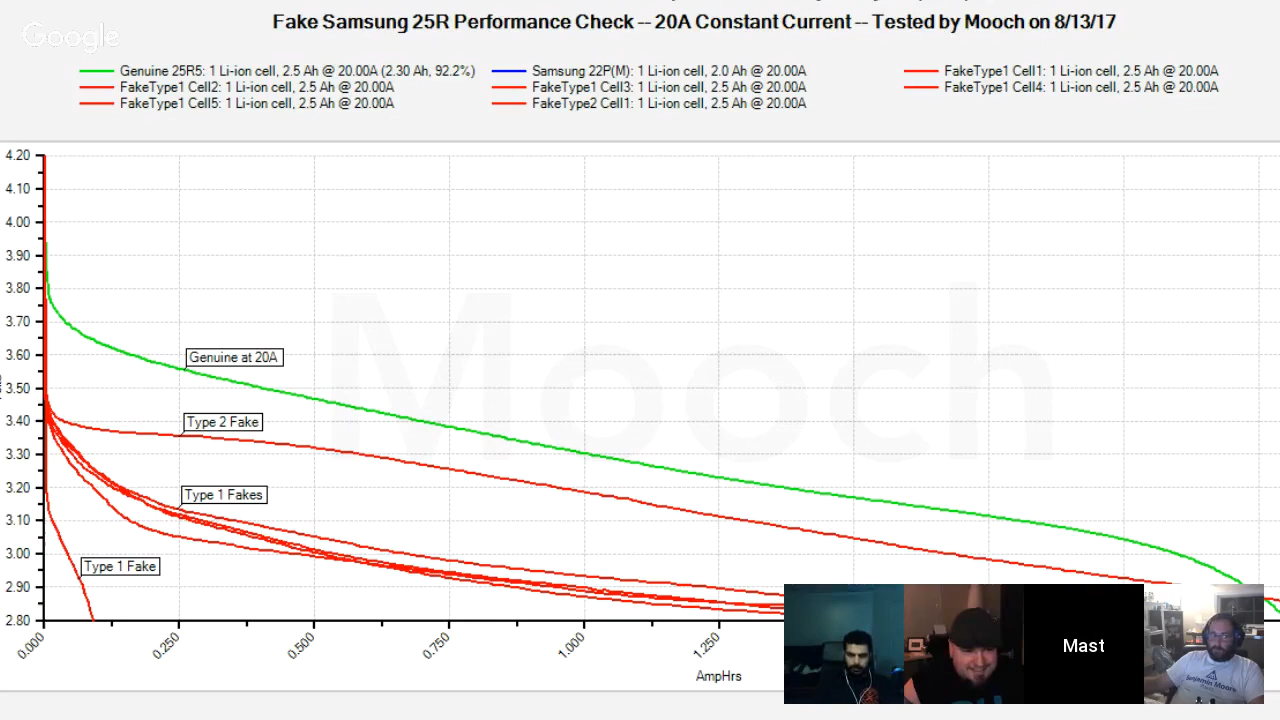 Google
Fake Samsung 25R Performance Check -- 20A Constant Current -- Tested by Mooch on 8/13/17
Genuine 25R5: 1 Li-ion cell, 2.5 Ah @ 20.00A (2.30 Ah, 92.2%) Samsung 22P(M): 1 Li-ion cell, 2.0 Ah @ 20.00A FakeType1 Cell1: 1 Li-ion cell, 2.5 Ah @ 20.00A
FakeType1 Cell2: 1 Li-ion cell, 2.5 Ah @ 20.00A FakeType1 Cell3: 1 Li-ion cell, 2.5 Ah @ 20.00A FakeType1 Cell4: 1 Li-ion cell, 2.5 Ah @ 20.00A
FakeType1 Cell5: 1 Li-ion cell, 2.5 Ah @ 20.00A FakeType2 Cell1: 1 Li-ion cell, 2.5 Ah @ 20.00A
4.20
4.10
4.00
3.90
3.80
3.70
3.60
3.50
3.40
3.30
3.20
3.10
3.00
2.90
2.80
Mooch
Genuine at 20A
Type 2 Fake
Type 1 Fakes
Type 1 Fake
0.000 0.250 0.500 0.750 1.000 1.250
AmpHrs
Mast
Benjamin Moore